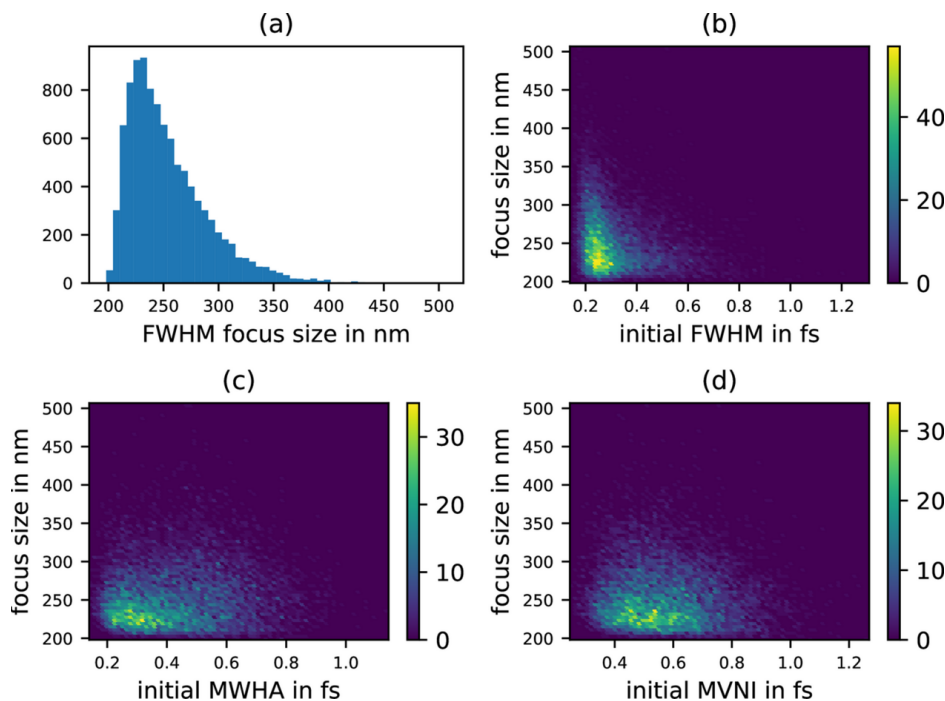 (a)
800
600
400
200
0
200 250 300 350 400 450 500
FWHM focus size in nm
(b)
focus size in nm
500
450
400
350
300
250
200
0.2 0.4 0.6 0.8 1.0 1.2
initial FWHM in fs
40
20
0
(c)
focus size in nm
500
450
400
350
300
250
200
0.2 0.4 0.6 0.8 1.0
initial MWHA in fs
30
20
10
0
(d)
focus size in nm
500
450
400
350
300
250
200
0.4 0.6 0.8 1.0 1.2
initial MVNI in fs
30
20
10
0